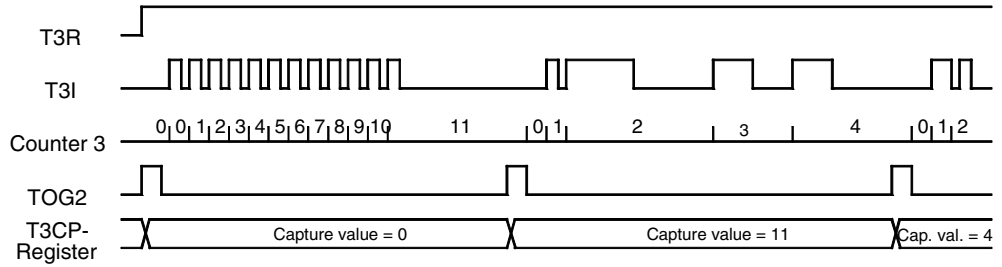 T3R
T3I
0 0 1 2 3 4 5 6 7 8 9 10 11 0 1 2 3 4 0 1 2
Counter 3
TOG2
T3CP-
Register
Capture value = 0
Capture value = 11
Cap. val. = 4